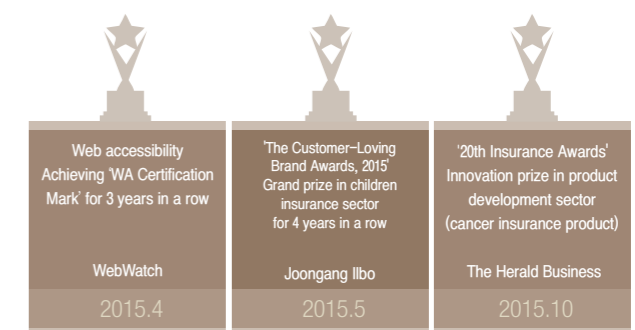 Web accessibility
Achieving 'WA Certification
Mark' for 3 years in a row
WebWatch
2015.4
'The Customer-Loving
Brand Awards, 2015'
Grand prize in children
insurance sector
for 4 years in a row
Joongang Ilbo
2015.5
'20th Insurance Awards'
Innovation prize in product
development sector
(cancer insurance product)
The Herald Business
2015.10